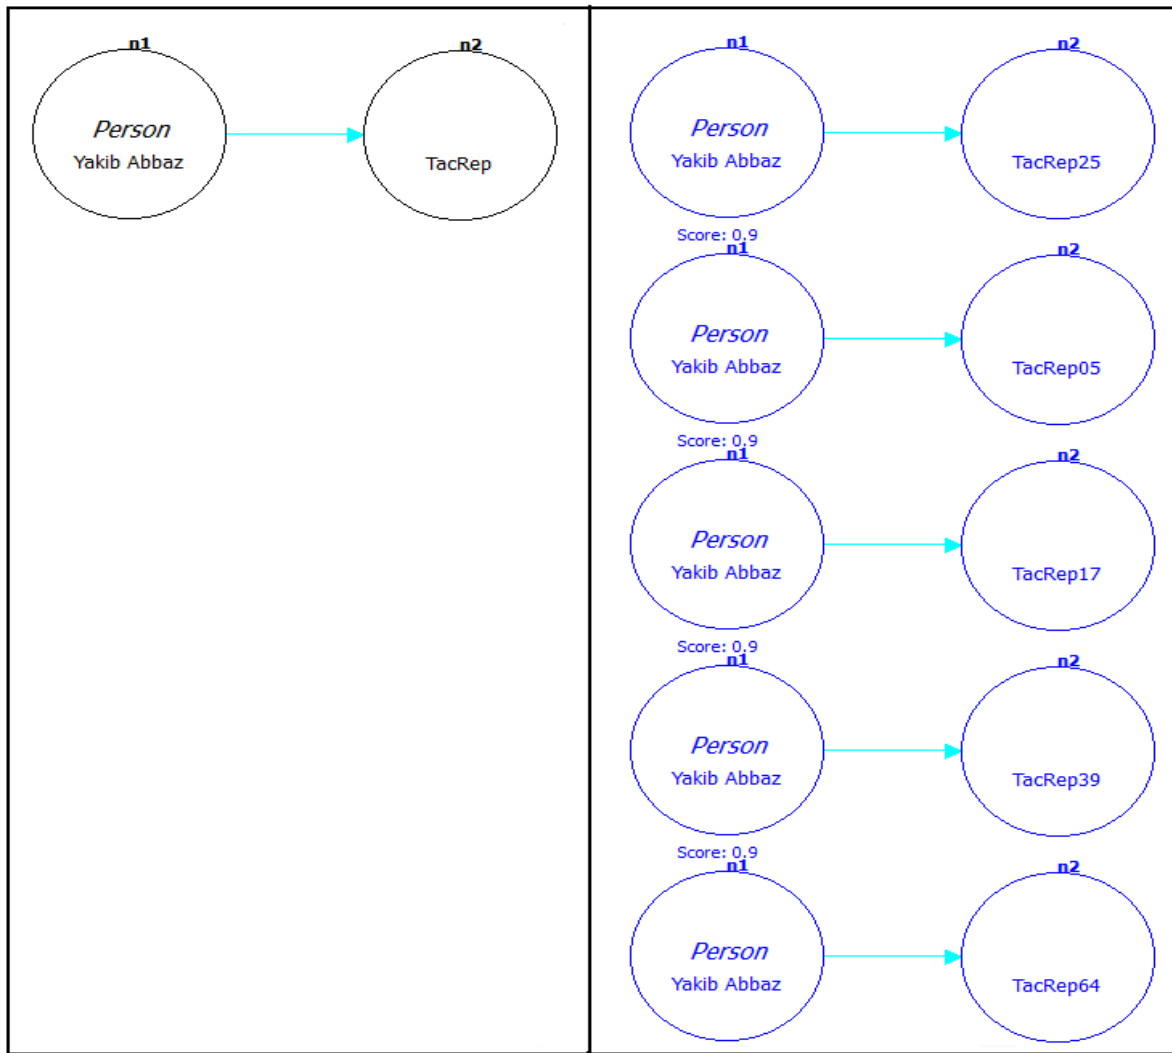 n1
n2
Person
Yakib Abbaz
TacRep
n1
n2
Person
Yakib Abbaz
TacRep25
Score: 0.9
n1
n2
Person
Yakib Abbaz
TacRep05
Score: 0.9
n1
n2
Person
Yakib Abbaz
TacRep17
Score: 0.9
n1
n2
Person
Yakib Abbaz
TacRep39
Score: 0.9
n1
n2
Person
Yakib Abbaz
TacRep64